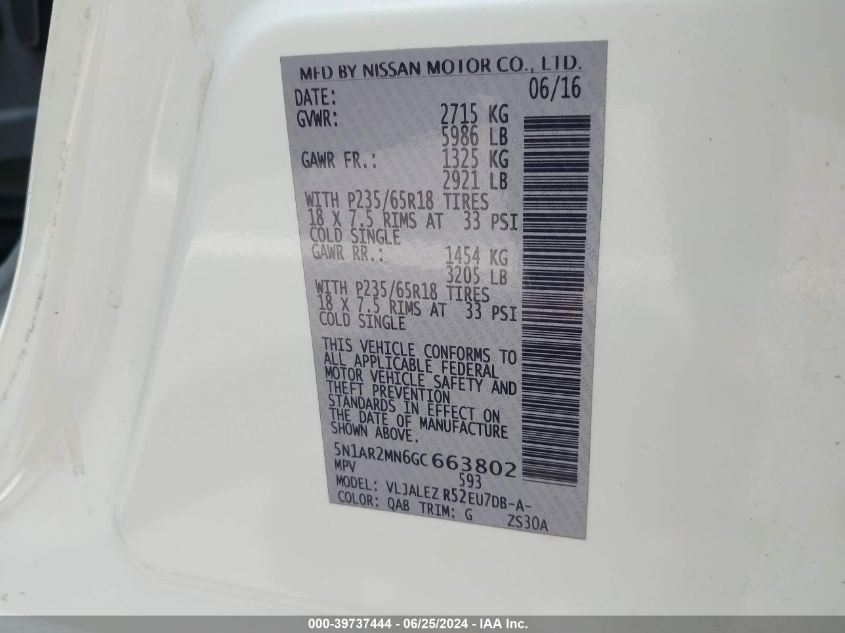 MFD BY NISSAN MOTOR CO., LTD.
DATE: 06/16
GVWR: 2715 KG
5986 LB
GAWR FR.: 1325 KG
2921 LB
WITH P235/65R18 TIRES
18 X 7.5 RIMS AT 33 PSI
COLD SINGLE
GAWR RR.: 1454 KG
3205 LB
WITH P235/65R18 TIRES
18 X 7.5 RIMS AT 33 PSI
COLD SINGLE
THIS VEHICLE CONFORMS TO
ALL APPLICABLE FEDERAL
MOTOR VEHICLE SAFETY AND
THEFT PREVENTION
STANDARDS IN EFFECT ON
THE DATE OF MANUFACTURE
SHOWN ABOVE.
5N1AR2MN6GC663802
MPV 593
MODEL: VLJALEZ R52EU7DB-A-
COLOR: QAB TRIM: G ZS30A
000-39737444 - 06/25/2024 - IAA Inc.